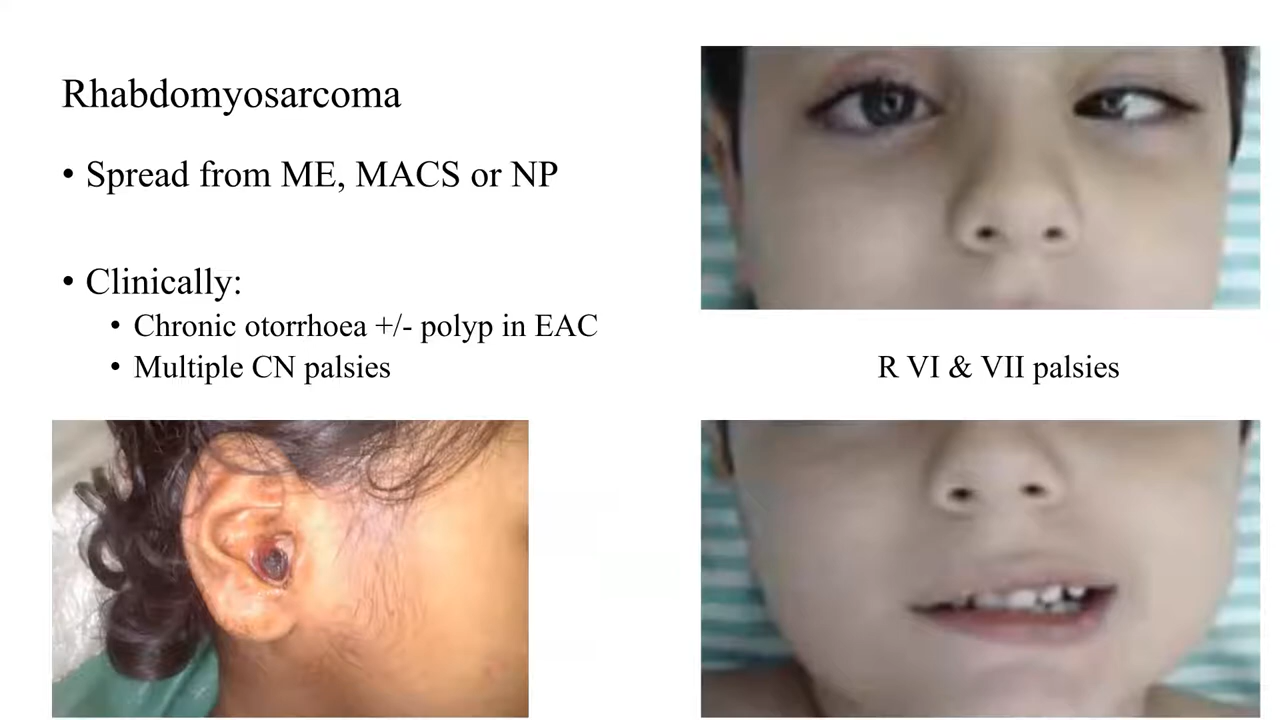 Rhabdomyosarcoma
• Spread from ME, MACS or NP
• Clinically:
• Chronic otorrhoea +/- polyp in EAC
• Multiple CN palsies
R VI & VII palsies